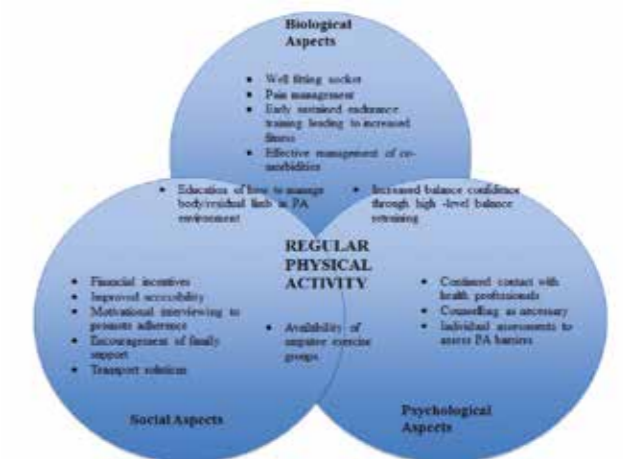 Biological
Aspects
• Well fitting socket
• Pain management
• Early sustained endurance
training leading to increased
fitness
• Effective management of co-
morbidities
• Education of how to manage
body/residual limb in PA
environment
• Increased balance confidence
through high -level balance
retraining
REGULAR
PHYSICAL
ACTIVITY
• Financial incentives
• Improved accessibility
• Motivational interviewing to
promote adherence
• Encouragement of family
support
• Transport solutions
• Availability of
amputee exercise
groups
• Continued contact with
health professionals
• Counselling as necessary
• Individual assessments to
assess PA barriers
Social Aspects
Psychological
Aspects